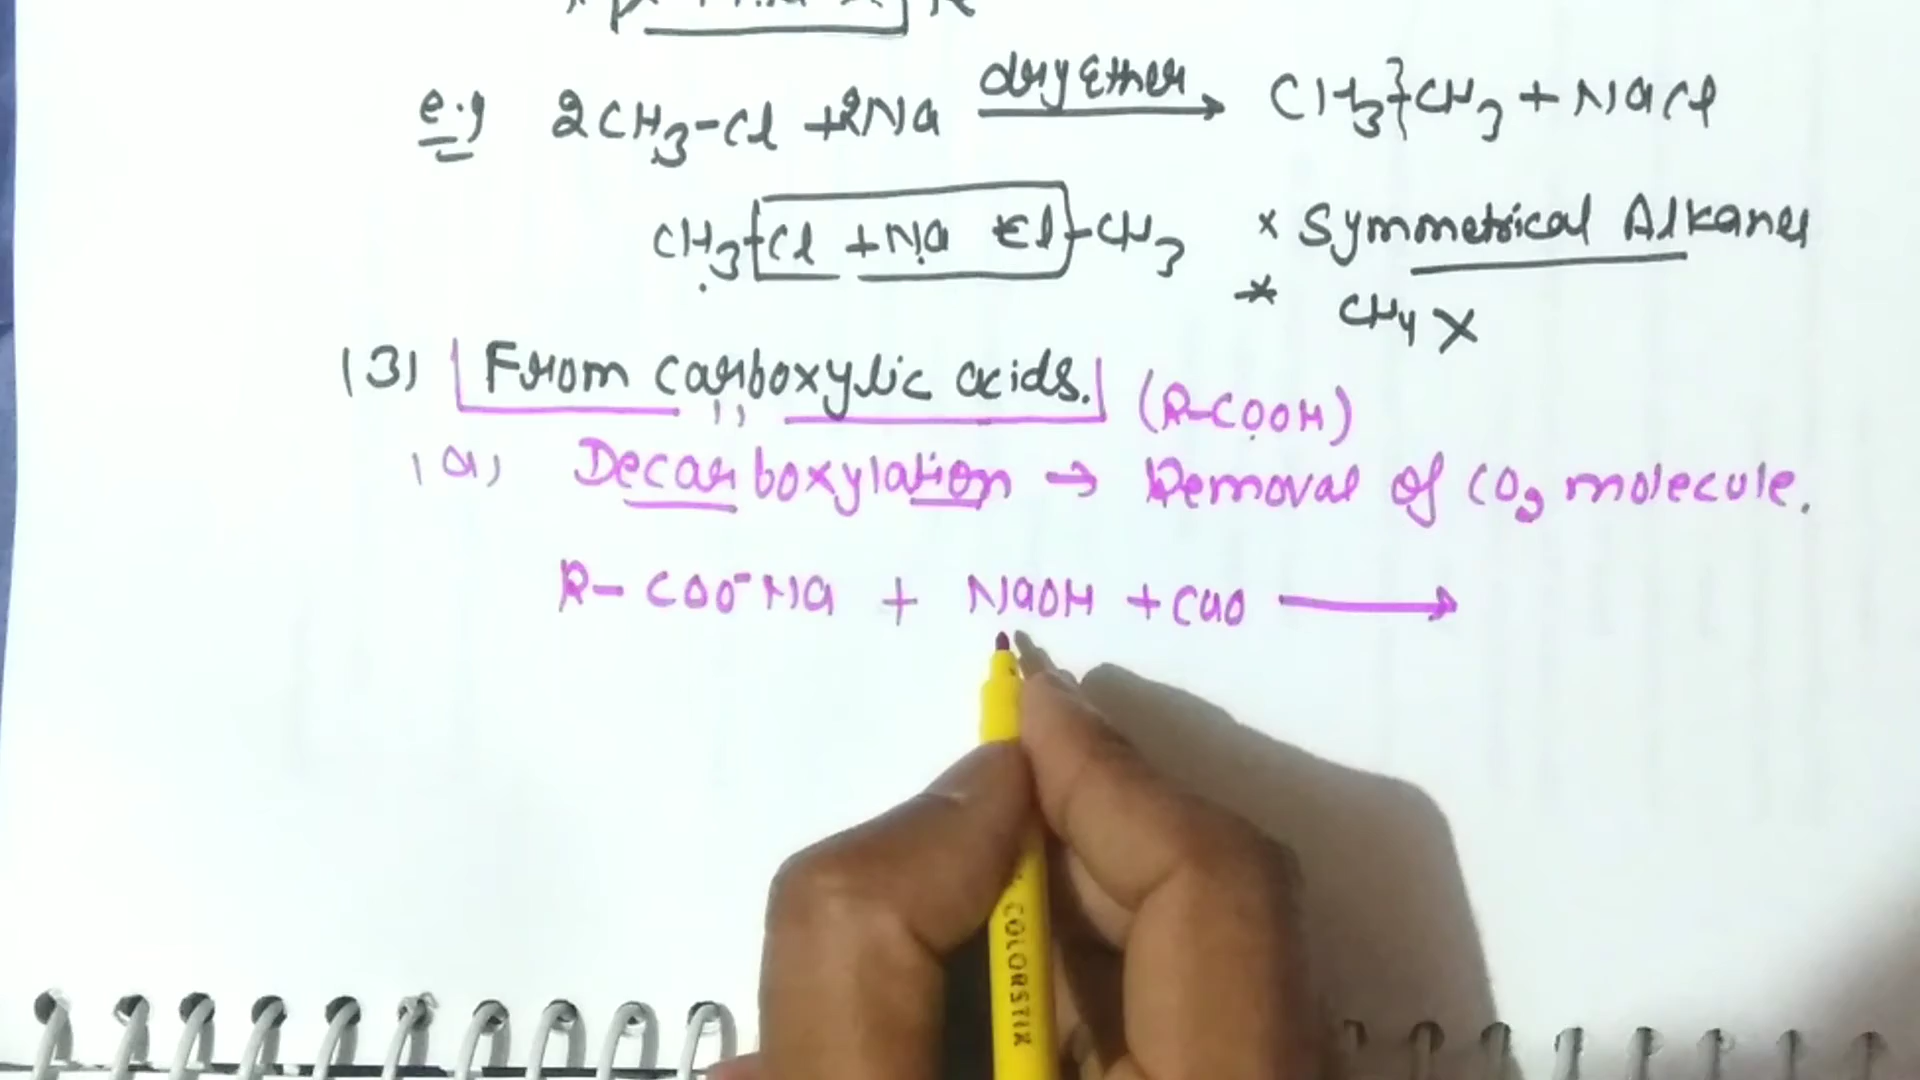 e.g 2CH₃-Cl +2Na dry Ether → CH₃}-CH₃ + NaCl
CH₃-Cl +Na Cl-CH₃ × Symmetrical Alkanes
* CH₄ X
(3) From carboxylic acids. (R-COOH)
(a) Decarboxylation → Removal of CO₂ molecule.
R-COO⁻Na + NaOH + CaO →
COLORSTIX